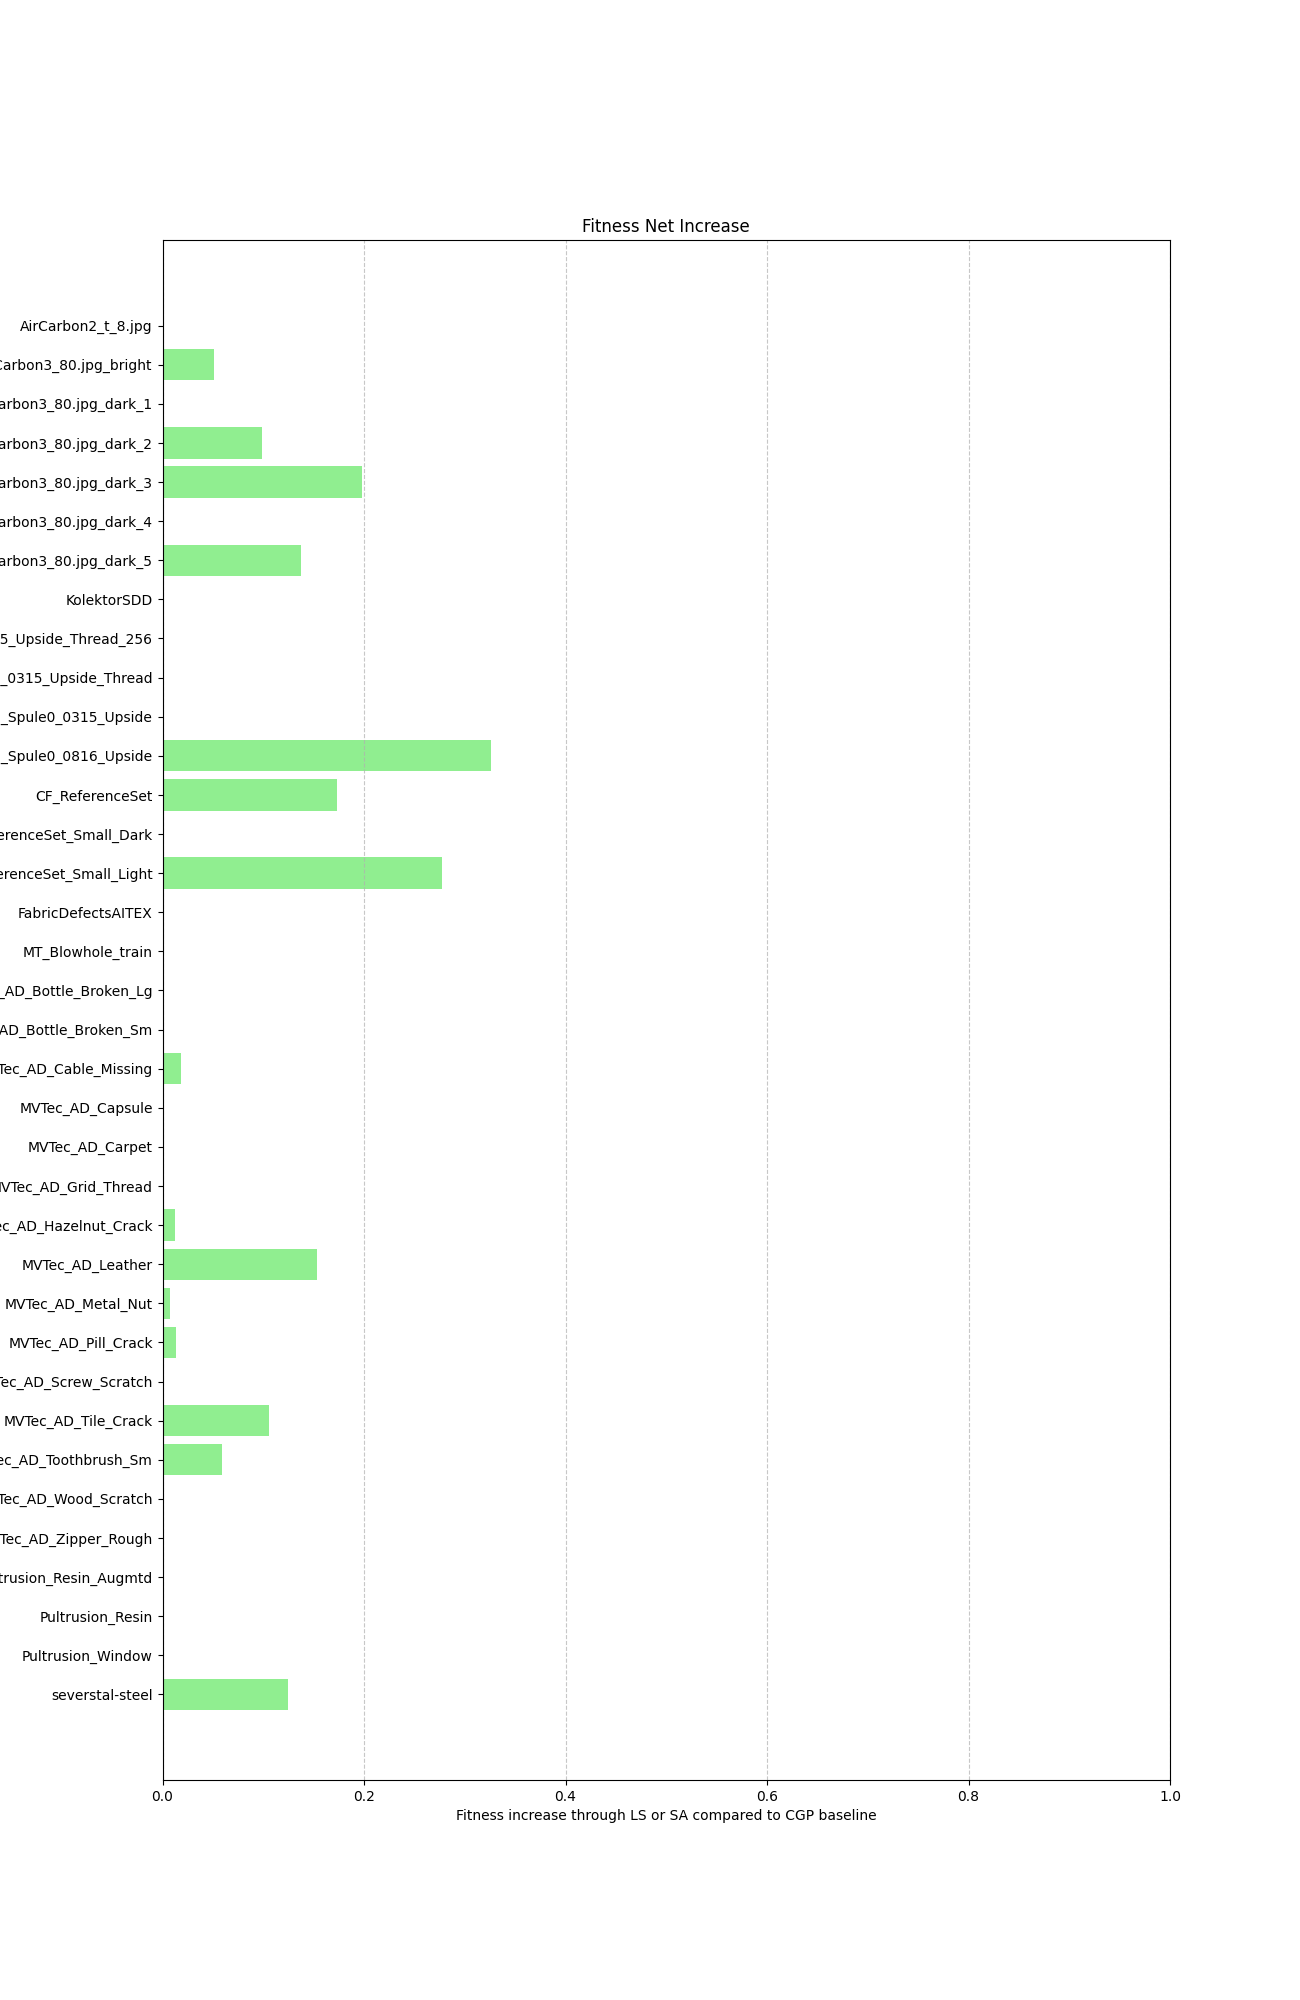 Fitness Net Increase
AirCarbon2_t_8.jpg
Carbon3_80.jpg_bright
arbon3_80.jpg_dark_1
arbon3_80.jpg_dark_2
arbon3_80.jpg_dark_3
arbon3_80.jpg_dark_4
arbon3_80.jpg_dark_5
KolektorSDD
5_Upside_Thread_256
_0315_Upside_Thread
_Spule0_0315_Upside
_Spule0_0816_Upside
CF_ReferenceSet
erenceSet_Small_Dark
erenceSet_Small_Light
FabricDefectsAITEX
MT_Blowhole_train
_AD_Bottle_Broken_Lg
AD_Bottle_Broken_Sm
Tec_AD_Cable_Missing
MVTec_AD_Capsule
MVTec_AD_Carpet
MVTec_AD_Grid_Thread
ec_AD_Hazelnut_Crack
MVTec_AD_Leather
MVTec_AD_Metal_Nut
MVTec_AD_Pill_Crack
Tec_AD_Screw_Scratch
MVTec_AD_Tile_Crack
ec_AD_Toothbrush_Sm
Tec_AD_Wood_Scratch
Tec_AD_Zipper_Rough
trusion_Resin_Augmtd
Pultrusion_Resin
Pultrusion_Window
severstal-steel
0.0 0.2 0.4 0.6 0.8 1.0
Fitness increase through LS or SA compared to CGP baseline